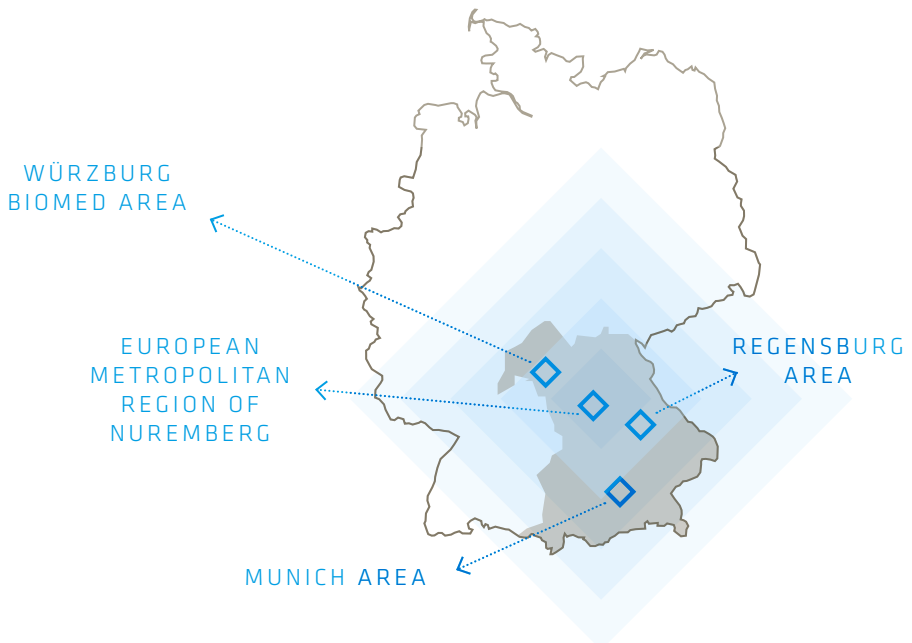 WÜRZBURG
BIOMED AREA
EUROPEAN
METROPOLITAN
REGION OF
NUREMBERG
REGENSBURG
AREA
MUNICH AREA